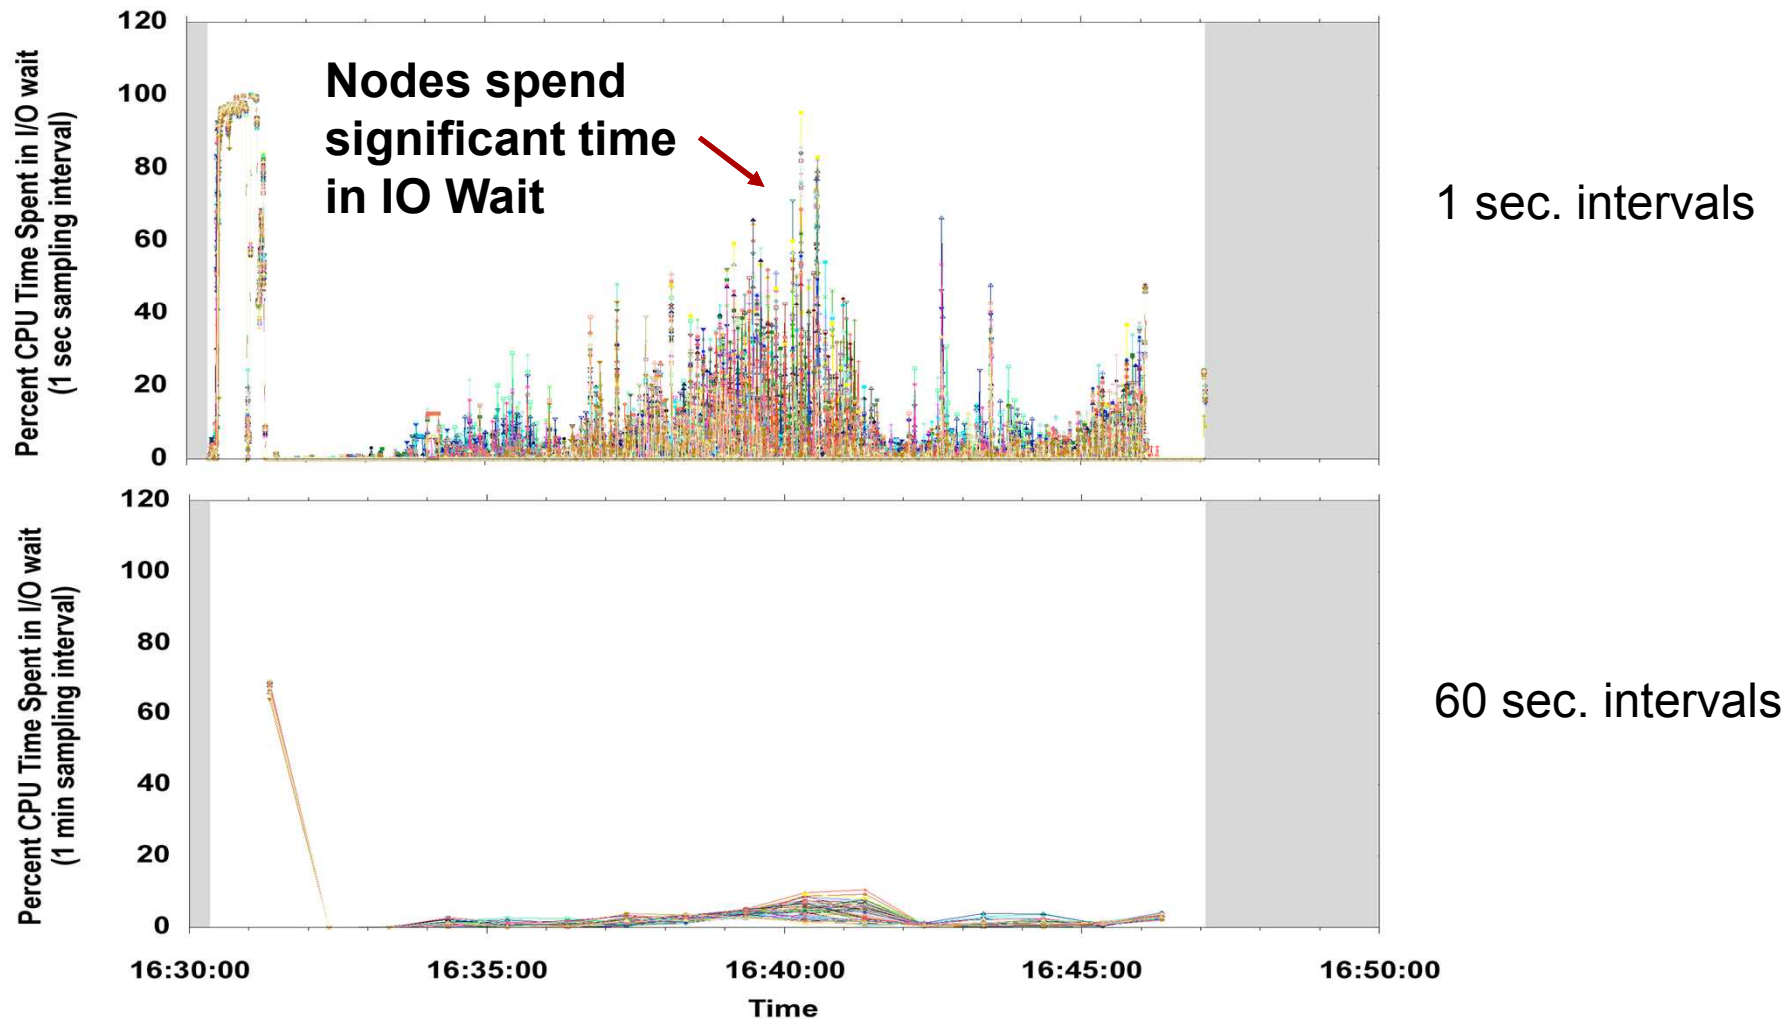 120
100
80
60
40
20
0
Percent CPU Time Spent in I/O wait
(1 sec sampling interval)
Nodes spend
significant time
in IO Wait
1 sec. intervals
120
100
80
60
40
20
0
Percent CPU Time Spent in I/O wait
(1 min sampling interval)
60 sec. intervals
16:30:00 16:35:00 16:40:00 16:45:00 16:50:00
Time